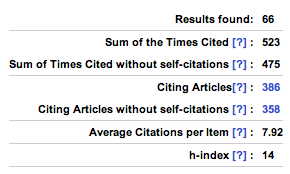 Results found: 66
Sum of the Times Cited [?] : 523
Sum of Times Cited without self-citations [?] : 475
Citing Articles[?] : 386
Citing Articles without self-citations [?] : 358
Average Citations per Item [?] : 7.92
h-index [?] : 14